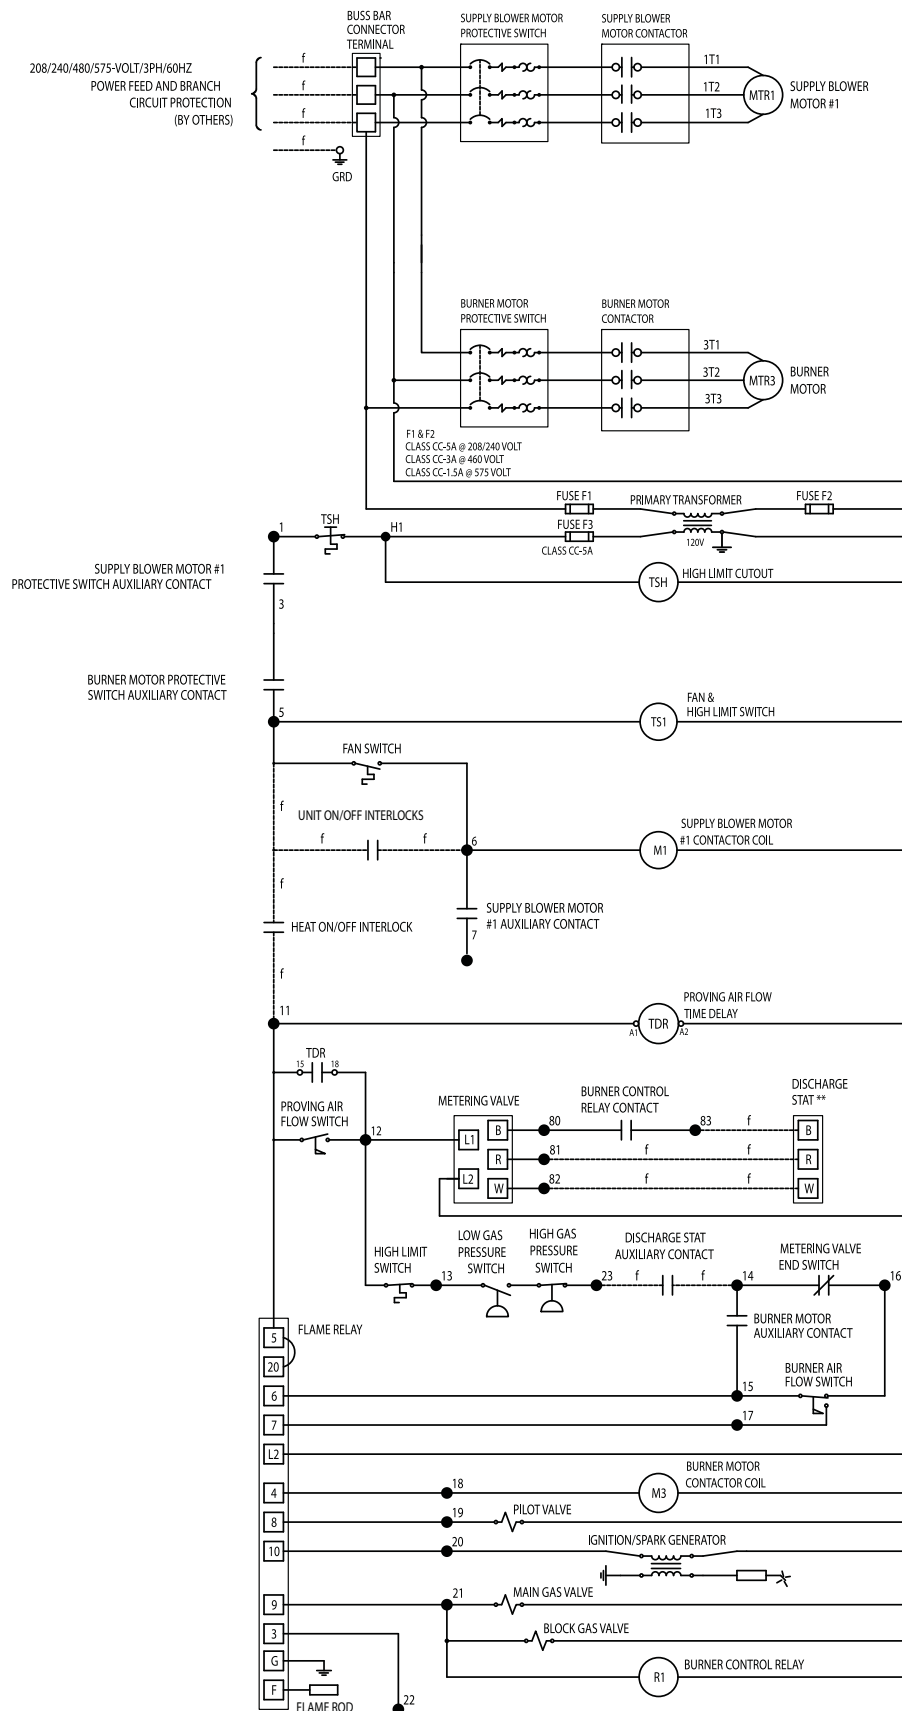 BUSS BAR
CONNECTOR
TERMINAL
SUPPLY BLOWER MOTOR
PROTECTIVE SWITCH
SUPPLY BLOWER
MOTOR CONTACTOR
208/240/480/575-VOLT/3PH/60HZ
POWER FEED AND BRANCH
CIRCUIT PROTECTION
(BY OTHERS)
f
f
f
f
GRD
1T1
1T2
1T3
MTR1
SUPPLY BLOWER
MOTOR #1
BURNER MOTOR
PROTECTIVE SWITCH
BURNER MOTOR
CONTACTOR
3T1
3T2
3T3
MTR3
BURNER
MOTOR
F1 & F2
CLASS CC-5A @ 208/240 VOLT
CLASS CC-3A @ 460 VOLT
CLASS CC-1.5A @ 575 VOLT
FUSE F1
PRIMARY TRANSFORMER
FUSE F2
1
TSH
H1
FUSE F3
CLASS CC-5A
120V
SUPPLY BLOWER MOTOR #1
PROTECTIVE SWITCH AUXILIARY CONTACT
TSH
HIGH LIMIT CUTOUT
3
BURNER MOTOR PROTECTIVE
SWITCH AUXILIARY CONTACT
5
TS1
FAN &
HIGH LIMIT SWITCH
FAN SWITCH
f
UNIT ON/OFF INTERLOCKS
f
f
6
M1
SUPPLY BLOWER MOTOR
#1 CONTACTOR COIL
f
HEAT ON/OFF INTERLOCK
SUPPLY BLOWER MOTOR
#1 AUXILIARY CONTACT
7
f
11
A1
TDR
A2
PROVING AIR FLOW
TIME DELAY
TDR
15
18
PROVING AIR
FLOW SWITCH
12
METERING VALVE
L1
L2
B
R
W
80
81
82
BURNER CONTROL
RELAY CONTACT
83
f
f
f
f
f
DISCHARGE
STAT **
B
R
W
HIGH LIMIT
SWITCH
13
LOW GAS
PRESSURE
SWITCH
HIGH GAS
PRESSURE
SWITCH
23
DISCHARGE STAT
AUXILIARY CONTACT
f
f
14
METERING VALVE
END SWITCH
16
BURNER MOTOR
AUXILIARY CONTACT
BURNER AIR
FLOW SWITCH
15
17
FLAME RELAY
5
20
6
7
L2
4
18
M3
BURNER MOTOR
CONTACTOR COIL
8
19
PILOT VALVE
10
20
IGNITION/SPARK GENERATOR
9
21
MAIN GAS VALVE
3
BLOCK GAS VALVE
G
R1
BURNER CONTROL RELAY
F
FLAME ROD
22